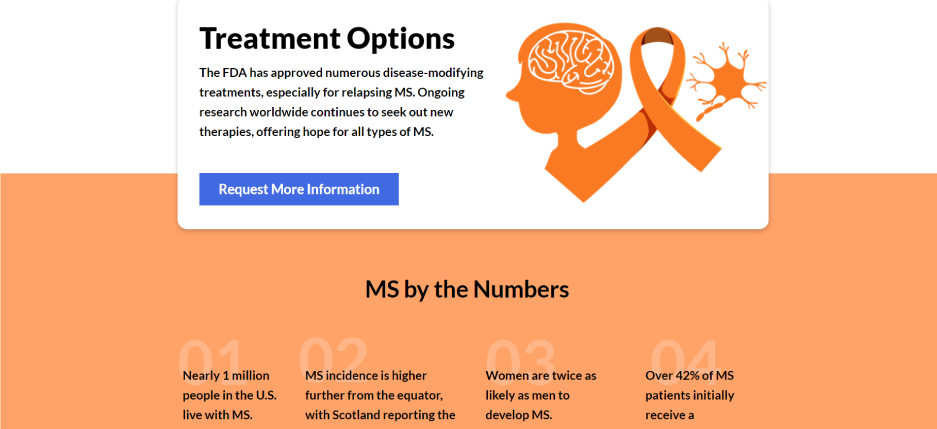 Treatment Options
The FDA has approved numerous disease-modifying
treatments, especially for relapsing MS. Ongoing
research worldwide continues to seek out new
therapies, offering hope for all types of MS.
Request More Information
MS by the Numbers
01
Nearly 1 million
people in the U.S.
live with MS.
02
MS incidence is higher
further from the equator,
with Scotland reporting the
03
Women are twice as
likely as men to
develop MS.
04
Over 42% of MS
patients initially
receive a